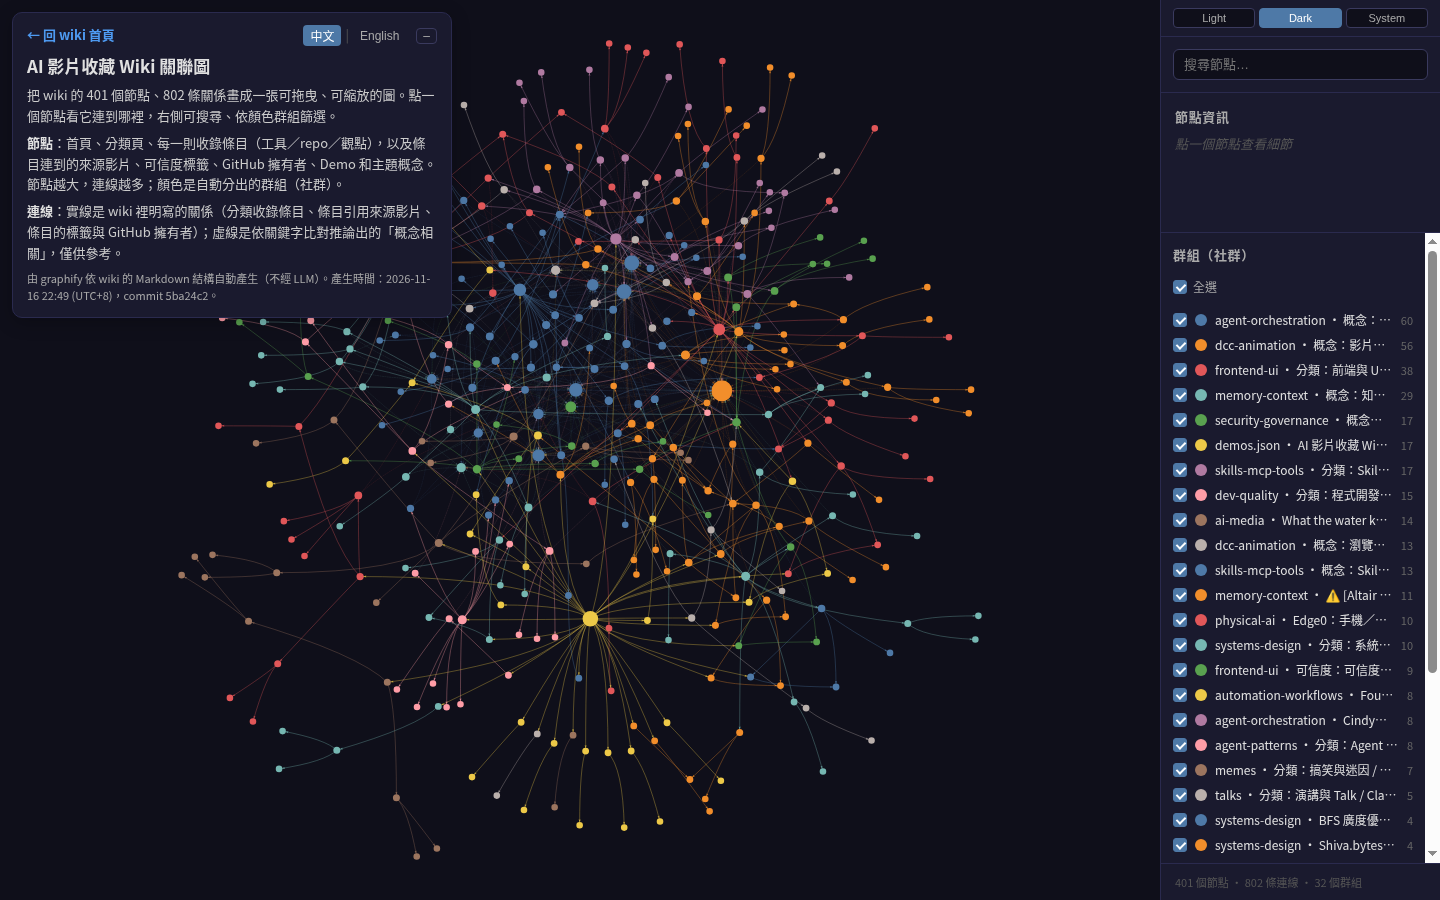 ← 回 wiki 首頁
中文
English
–
AI 影片收藏 Wiki 關聯圖
把 wiki 的 401 個節點、802 條關係畫成一張可拖曳、可縮放的圖。點一
個節點看它連到哪裡，右側可搜尋、依顏色群組篩選。
節點：首頁、分類頁、每一則收錄條目（工具／repo／觀點），以及條
目連到的來源影片、可信度標籤、GitHub 擁有者、Demo 和主題概念。
節點越大，連線越多；顏色是自動分出的群組（社群）。
連線：實線是 wiki 裡明寫的關係（分類收錄條目、條目引用來源影片、
條目的標籤與 GitHub 擁有者）；虛線是依關鍵字比對推論出的「概念相
關」，僅供參考。
由 graphify 依 wiki 的 Markdown 結構自動產生（不經 LLM）。產生時間：2026-11-
16 22:49 (UTC+8)，commit 5ba24c2。
Light
Dark
System
搜尋節點…
節點資訊
點一個節點查看細節
群組（社群）
全選
agent-orchestration · 概念：… 60
dcc-animation · 概念：影片… 56
frontend-ui · 分類：前端與 U… 38
memory-context · 概念：知… 29
security-governance · 概念… 17
demos.json · AI 影片收藏 Wi… 17
skills-mcp-tools · 分類：Skil… 17
dev-quality · 分類：程式開發… 15
ai-media · What the water k… 14
dcc-animation · 概念：瀏覽… 13
skills-mcp-tools · 概念：Skil… 13
memory-context · ⚠️ [Altair … 11
physical-ai · Edge0：手機／… 10
systems-design · 分類：系統… 10
frontend-ui · 可信度：可信度… 9
automation-workflows · Fou… 8
agent-orchestration · Cindy… 8
agent-patterns · 分類：Agent … 8
memes · 分類：搞笑與迷因 / … 7
talks · 分類：演講與 Talk / Cla… 5
systems-design · BFS 廣度優… 4
systems-design · Shiva.bytes… 4
401 個節點 · 802 條連線 · 32 個群組